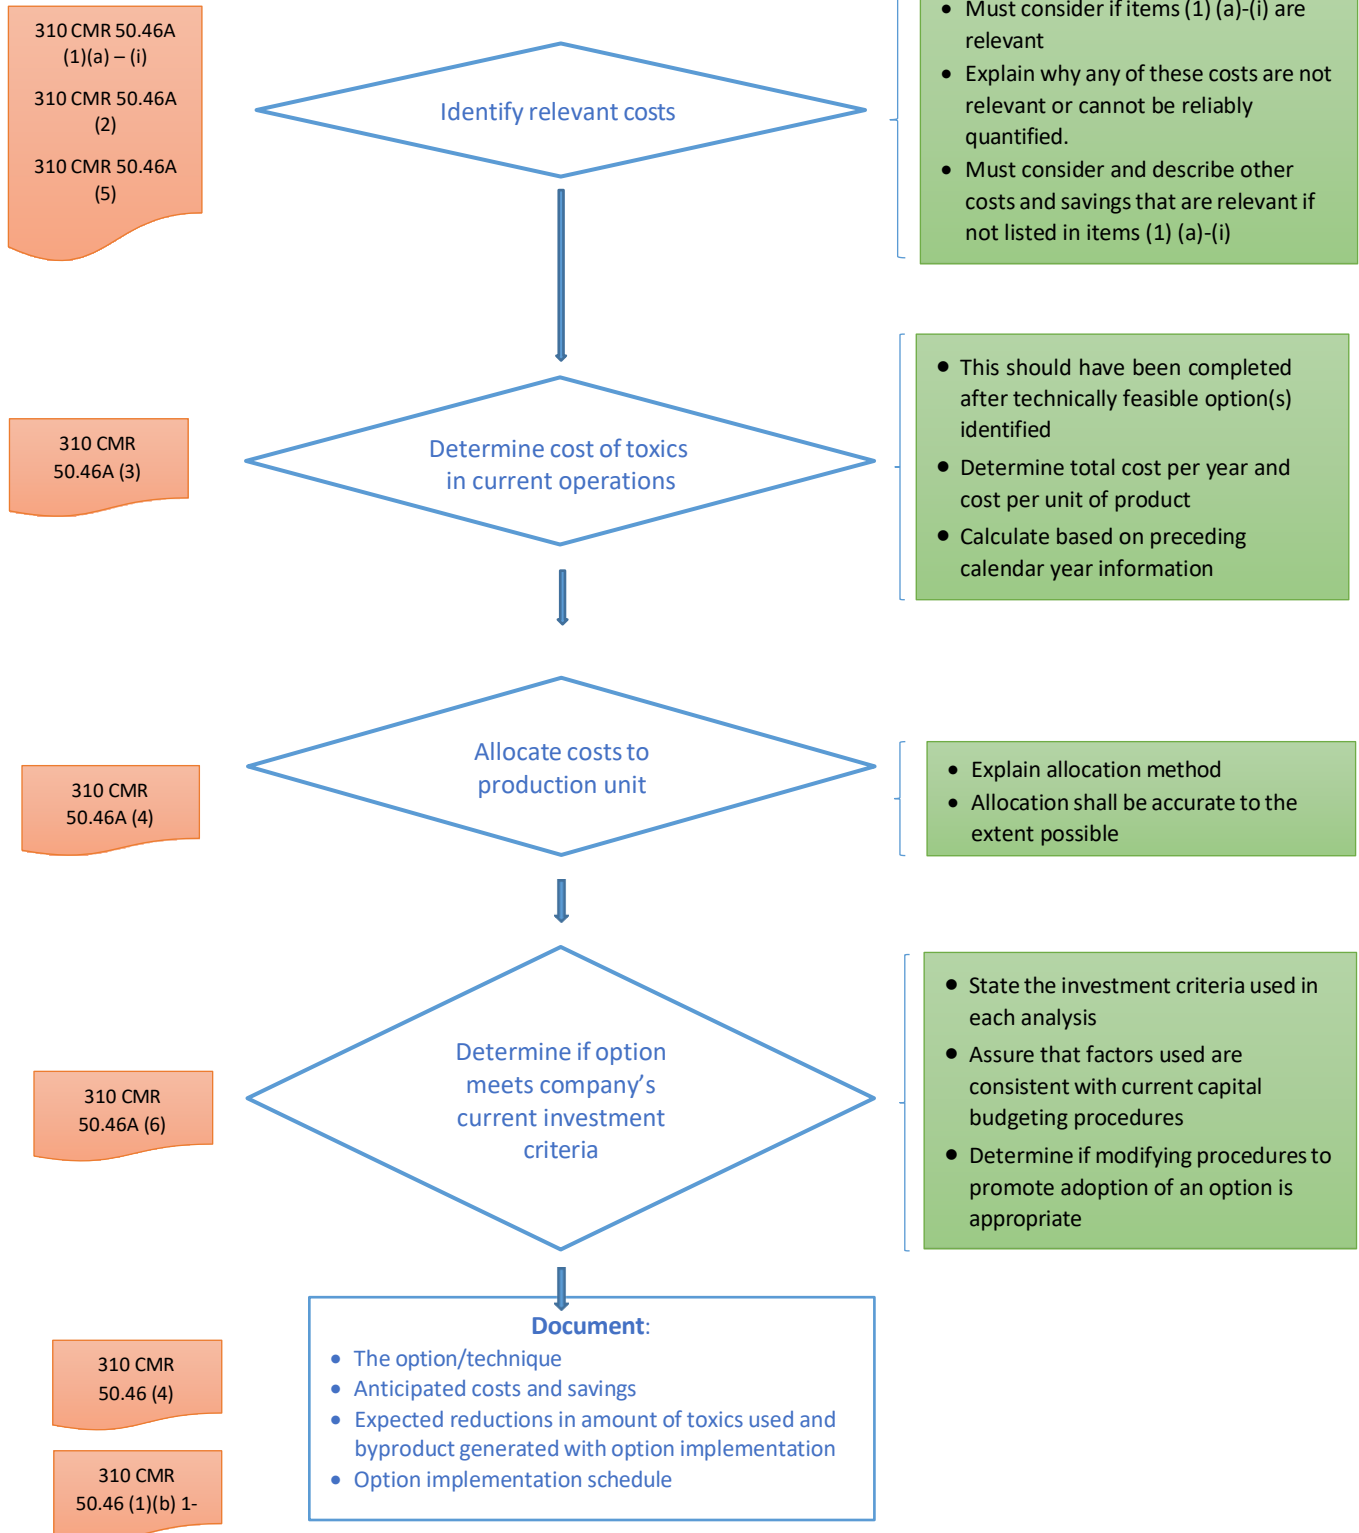 310 CMR 50.46A
(1)(a) – (i)
310 CMR 50.46A
(2)
310 CMR 50.46A
(5)
Identify relevant costs
• Must consider if items (1) (a)-(i) are
relevant
• Explain why any of these costs are not
relevant or cannot be reliably
quantified.
• Must consider and describe other
costs and savings that are relevant if
not listed in items (1) (a)-(i)
310 CMR
50.46A (3)
Determine cost of toxics
in current operations
• This should have been completed
after technically feasible option(s)
identified
• Determine total cost per year and
cost per unit of product
• Calculate based on preceding
calendar year information
310 CMR
50.46A (4)
Allocate costs to
production unit
• Explain allocation method
• Allocation shall be accurate to the
extent possible
310 CMR
50.46A (6)
Determine if option
meets company’s
current investment
criteria
• State the investment criteria used in
each analysis
• Assure that factors used are
consistent with current capital
budgeting procedures
• Determine if modifying procedures to
promote adoption of an option is
appropriate
310 CMR
50.46 (4)
310 CMR
50.46 (1)(b) 1-
Document:
• The option/technique
• Anticipated costs and savings
• Expected reductions in amount of toxics used and
byproduct generated with option implementation
• Option implementation schedule